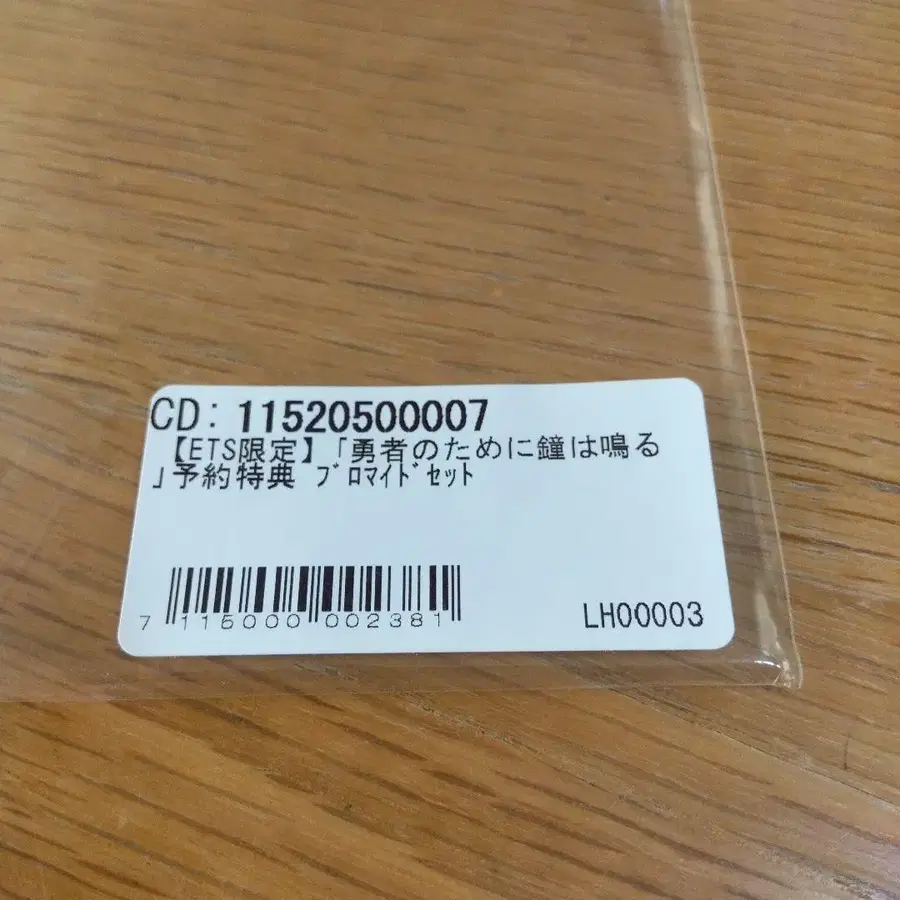 CD: 11520500007
【ETS限定】「勇者のために鐘は鳴る
」予約特典 ﾌﾞﾛﾏｲﾄﾞｾｯﾄ
7 115000 002381
LH00003